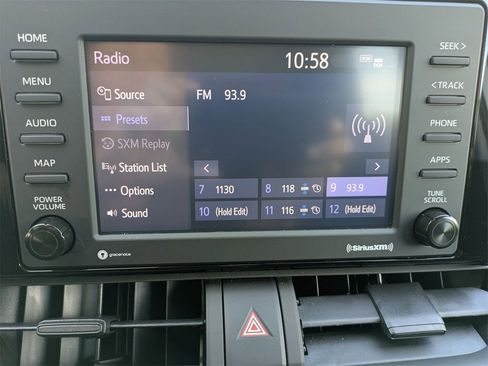 HOME
MENU
AUDIO
MAP
POWER
VOLUME
Radio
10:58
Source
Presets
SXM Replay
Station List
Options
Sound
FM 93.9
7 1130
8 118
9 93.9
10 (Hold Edit)
11 116
12 (Hold Edit)
SEEK >
< TRACK
PHONE
APPS
TUNE
SCROLL
gracenote
((SiriusXM))